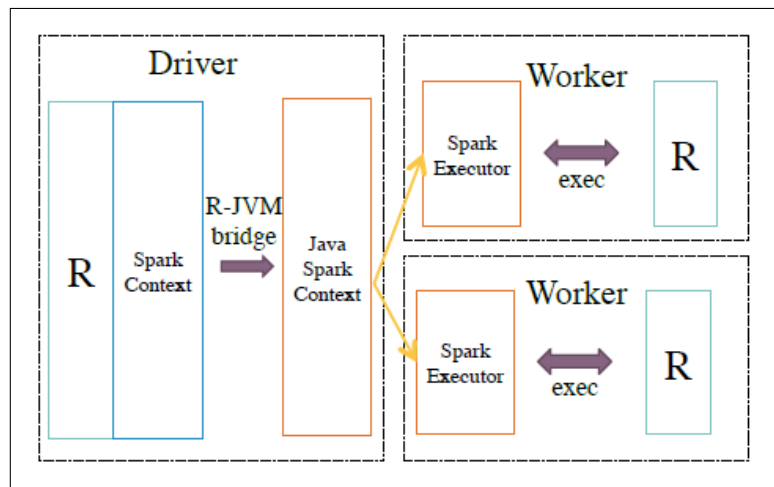 Driver
R
Spark
Context
R-JVM
bridge
Java
Spark
Context
Worker
Spark
Executor
exec
R
Worker
Spark
Executor
exec
R